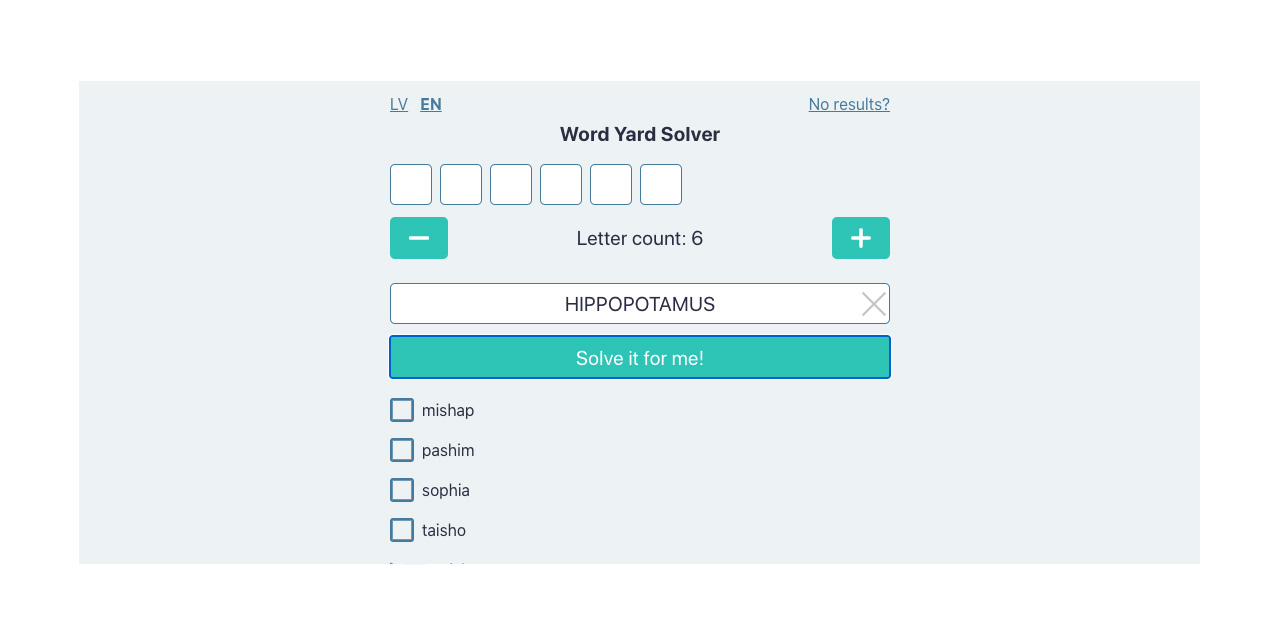 LV EN No results?
Word Yard Solver
Letter count: 6
HIPPOPOTAMUS
Solve it for me!
mishap
pashim
sophia
taisho